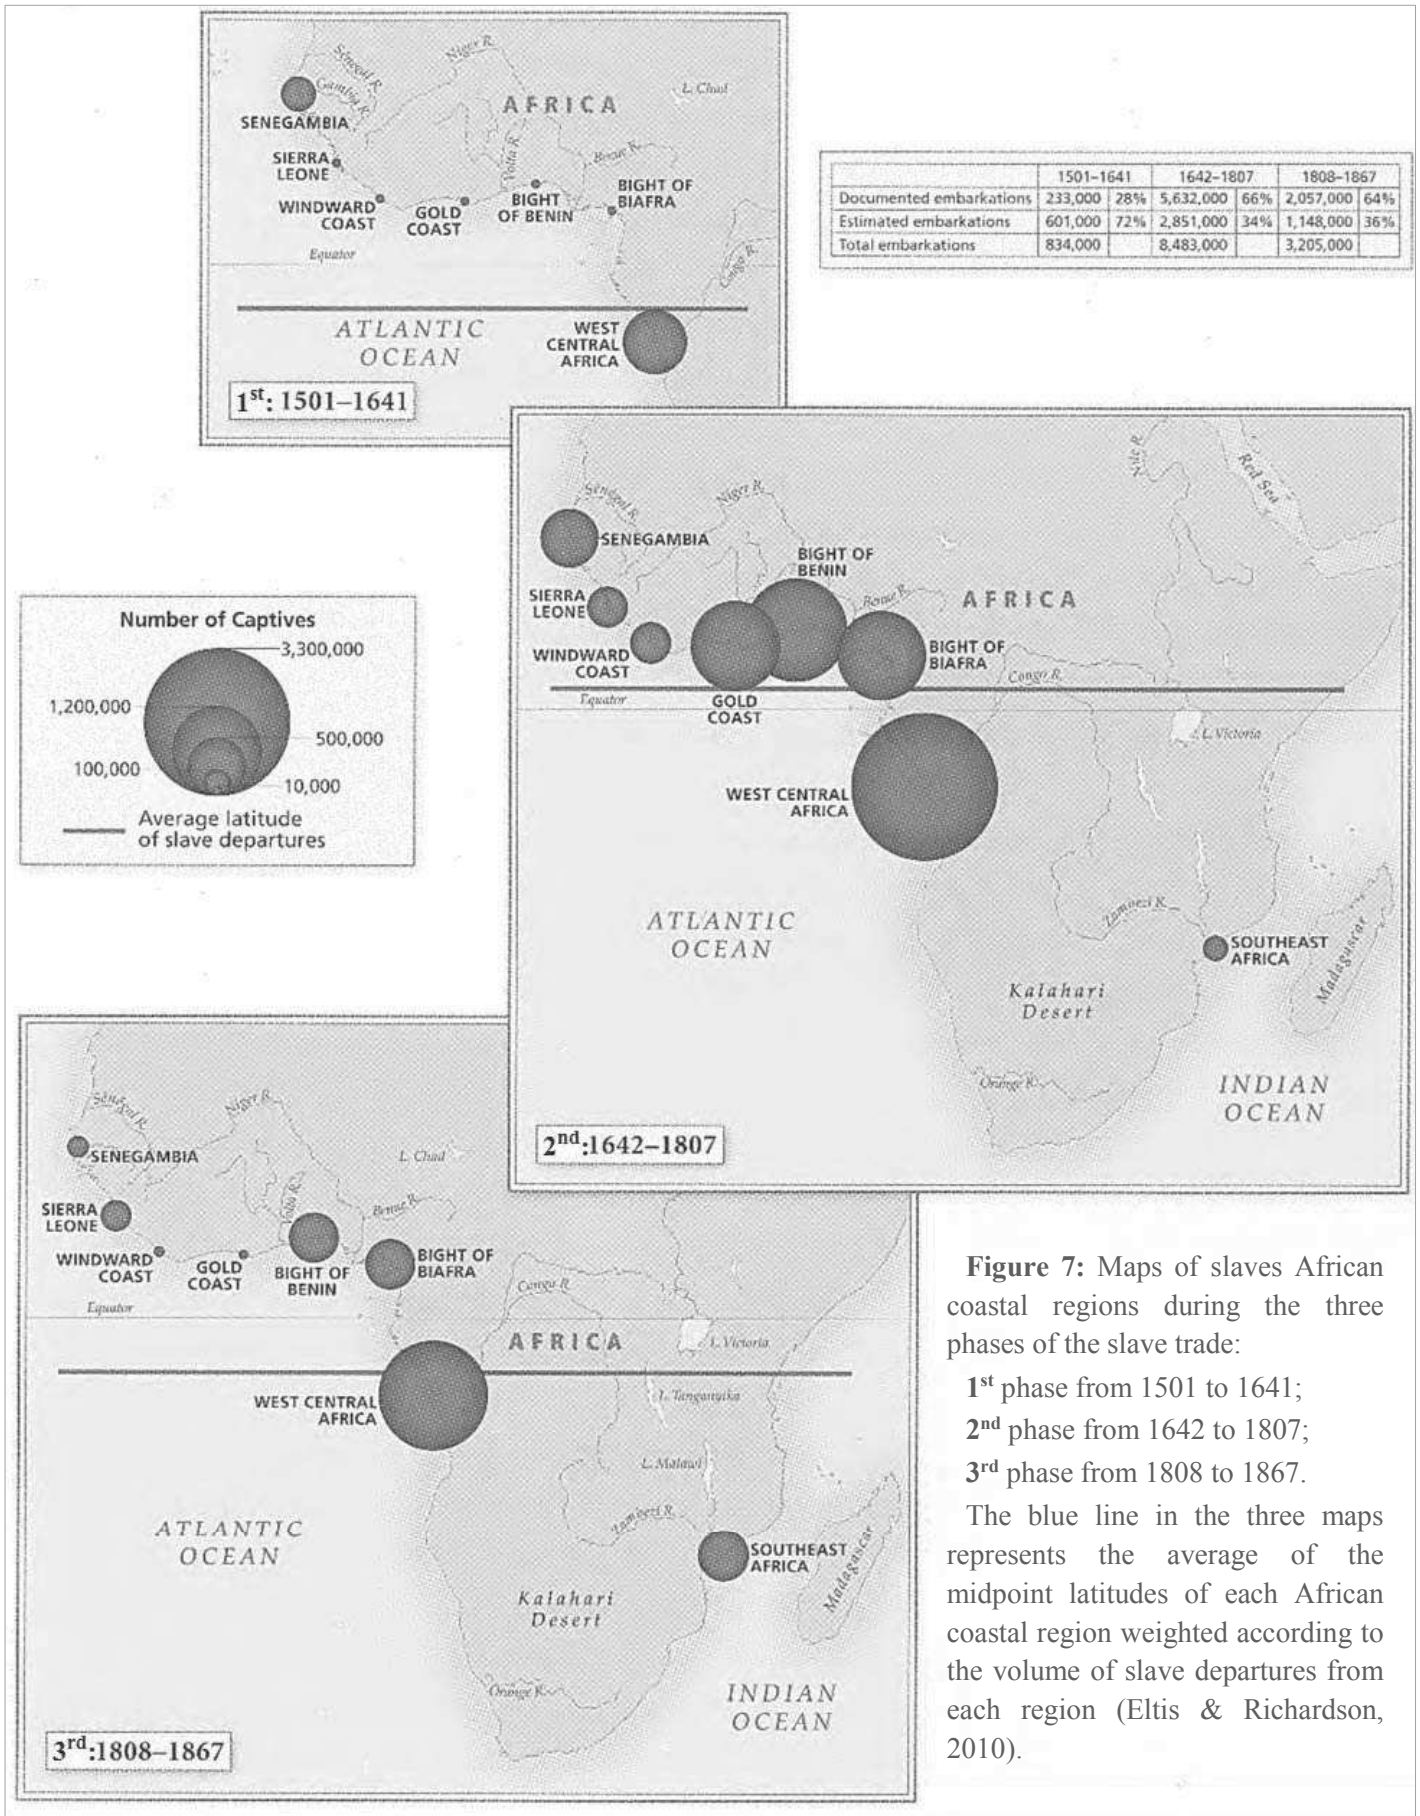 Sénégal R.
Niger R.
Gambia R.
L. Chad
AFRICA
SENEGAMBIA
SIERRA
LEONE
Volta R.
Benue R.
WINDWARD
COAST
GOLD
COAST
BIGHT
OF BENIN
BIGHT OF
BIAFRA
Equator
Congo R.
ATLANTIC
OCEAN
WEST
CENTRAL
AFRICA
1st: 1501–1641
1501–1641 1642–1807 1808–1867
Documented embarkations 233,000 28% 5,632,000 66% 2,057,000 64%
Estimated embarkations 601,000 72% 2,851,000 34% 1,148,000 36%
Total embarkations 834,000 8,483,000 3,205,000
Number of Captives
3,300,000
1,200,000
500,000
100,000
10,000
Average latitude
of slave departures
Nile R.
Red Sea
Sénégal R.
Niger R.
SENEGAMBIA
BIGHT OF
BENIN
SIERRA
LEONE
Benue R.
AFRICA
WINDWARD
COAST
BIGHT OF
BIAFRA
Congo R.
Equator
GOLD
COAST
L. Victoria
WEST CENTRAL
AFRICA
Zambezi R.
ATLANTIC
OCEAN
SOUTHEAST
AFRICA
Madagascar
Kalahari
Desert
Orange R.
INDIAN
OCEAN
2nd:1642–1807
Sénégal R.
Niger R.
SENEGAMBIA
L. Chad
SIERRA
LEONE
Volta R.
Benue R.
WINDWARD
COAST
GOLD
COAST
BIGHT OF
BENIN
BIGHT OF
BIAFRA
Congo R.
Equator
AFRICA
L. Victoria
WEST CENTRAL
AFRICA
L. Tanganyika
L. Malawi
Zambezi R.
ATLANTIC
OCEAN
SOUTHEAST
AFRICA
Madagascar
Kalahari
Desert
Orange R.
INDIAN
OCEAN
3rd:1808–1867
Figure 7: Maps of slaves African
coastal regions during the three
phases of the slave trade:
1st phase from 1501 to 1641;
2nd phase from 1642 to 1807;
3rd phase from 1808 to 1867.
The blue line in the three maps
represents the average of the
midpoint latitudes of each African
coastal region weighted according to
the volume of slave departures from
each region (Eltis & Richardson,
2010).